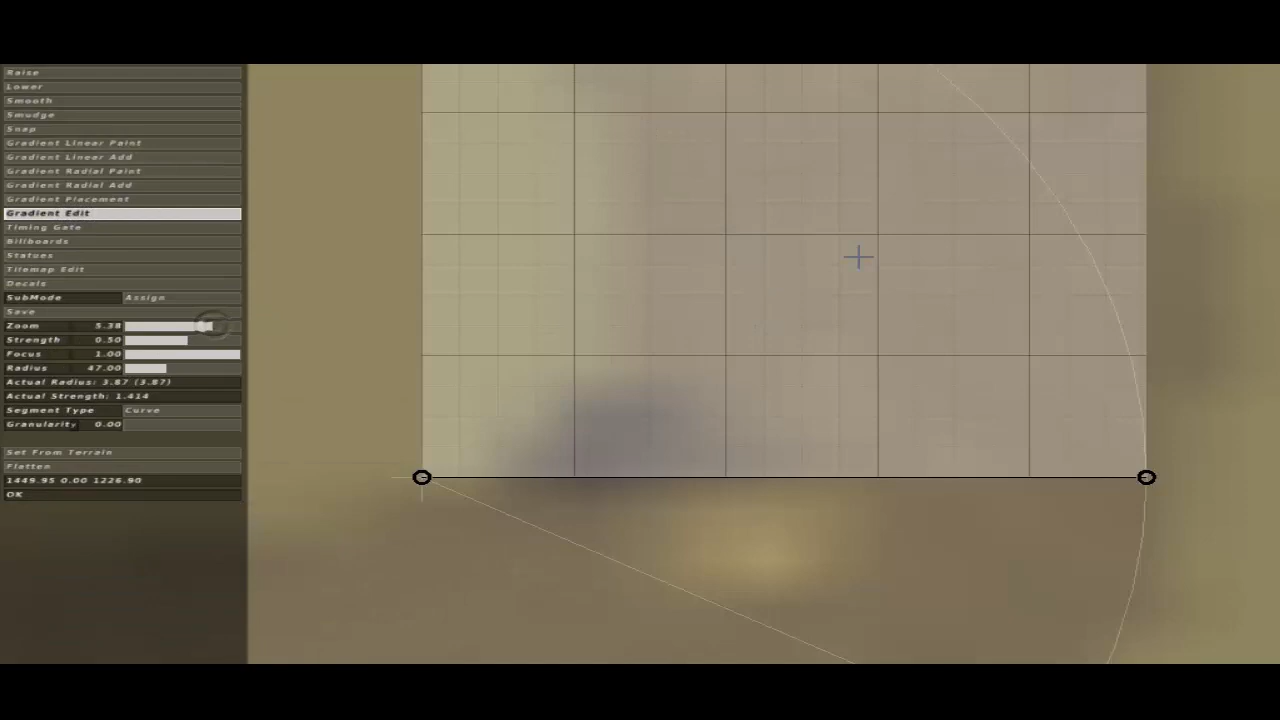 Raise
Lower
Smooth
Smudge
Snap
Gradient Linear Paint
Gradient Linear Add
Gradient Radial Paint
Gradient Radial Add
Gradient Placement
Gradient Edit
Timing Gate
Billboards
Statues
Tilemap Edit
Decals
SubMode Assign
Save
Zoom 5.38
Strength 0.50
Focus 1.00
Radius 47.00
Actual Radius: 3.87 (3.87)
Actual Strength: 1.414
Segment Type Curve
Granularity 0.00
Set From Terrain
Flatten
1449.95 0.00 1226.90
OK